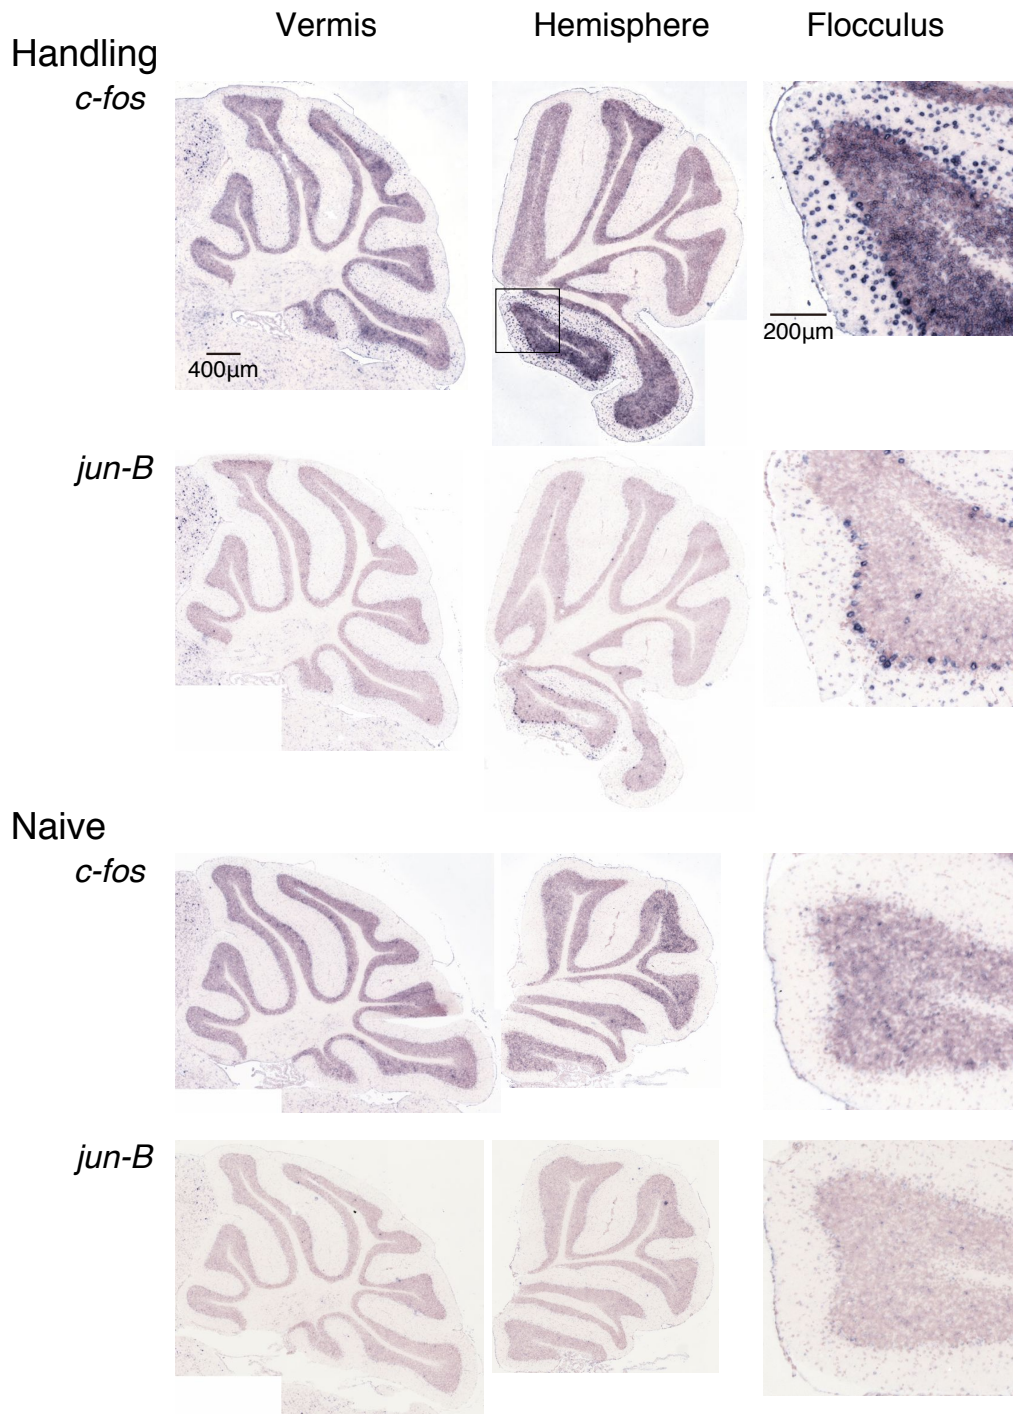 Vermis Hemisphere Flocculus
Handling
c-fos
400µm
200µm
jun-B
Naive
c-fos
jun-B